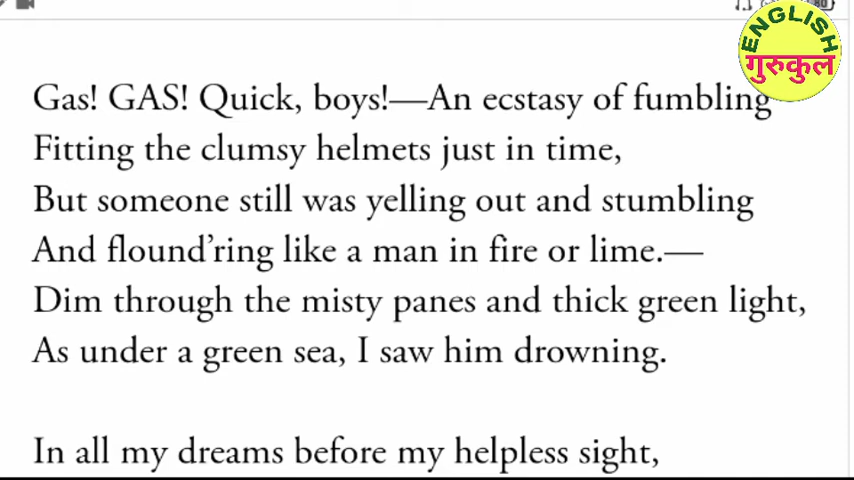 ENGLISH
गुरुकुल
Gas! GAS! Quick, boys!—An ecstasy of fumbling
Fitting the clumsy helmets just in time,
But someone still was yelling out and stumbling
And flound’ring like a man in fire or lime.—
Dim through the misty panes and thick green light,
As under a green sea, I saw him drowning.
In all my dreams before my helpless sight,